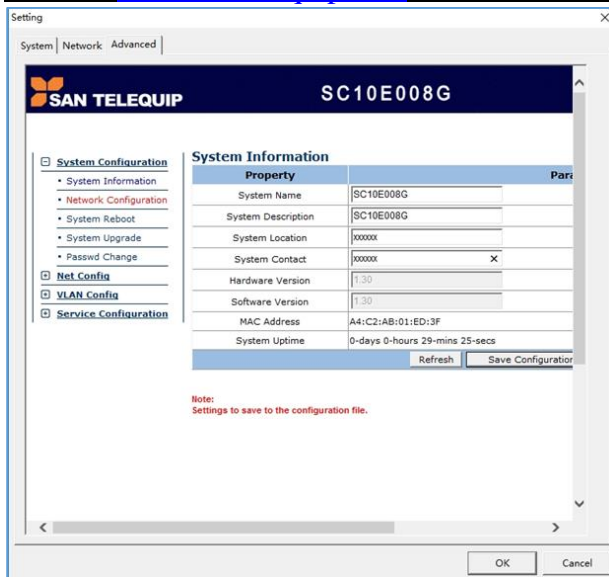 Setting
System Network Advanced
SAN TELEQUIP
SC10E008G
System Configuration
• System Information
• Network Configuration
• System Reboot
• System Upgrade
• Passwd Change
Net Config
VLAN Config
Service Configuration
System Information
Property Para
System Name SC10E008G
System Description SC10E008G
System Location xxxxxx
System Contact xxxxxx
Hardware Version 1.30
Software Version 1.30
MAC Address A4:C2:AB:01:ED:3F
System Uptime 0-days 0-hours 29-mins 25-secs
Refresh Save Configuration
Note:
Settings to save to the configuration file.
OK Cancel